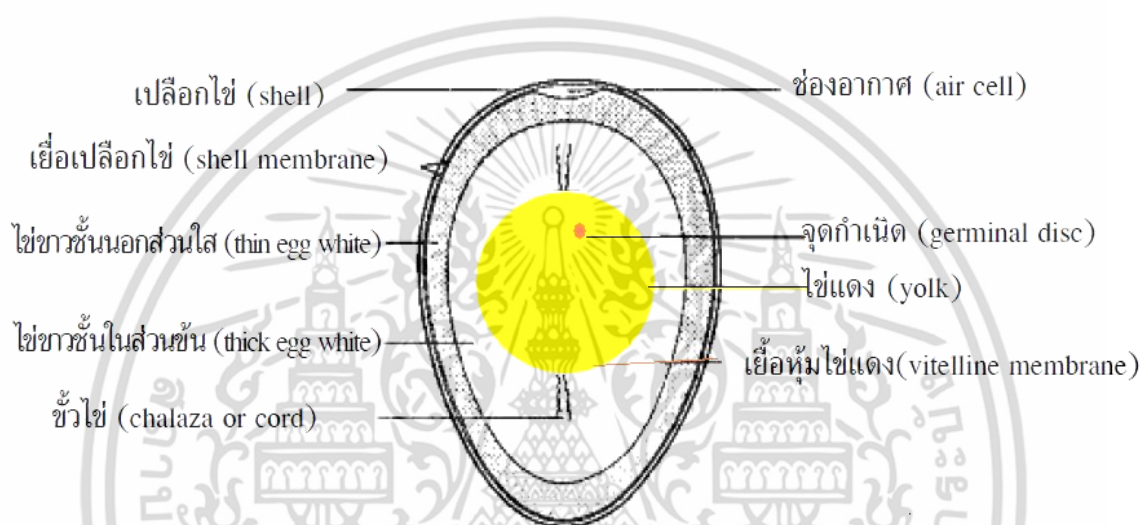 เปลือกไข่ (shell)
ช่องอากาศ (air cell)
เยื่อเปลือกไข่ (shell membrane)
ไข่ขาวชั้นนอกส่วนใส (thin egg white)
จุดกำเนิด (germinal disc)
ไข่แดง (yolk)
ไข่ขาวชั้นในส่วนข้น (thick egg white)
เยื้อหุ้มไข่แดง(vitelline membrane)
ขั้วไข่ (chalaza or cord)